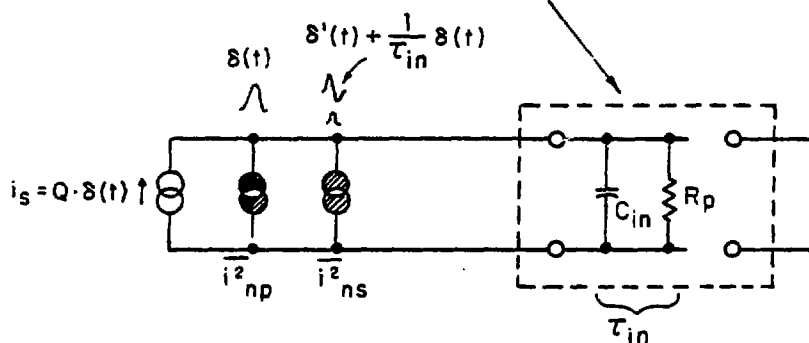 δ(t)
δ'(t) + 1/τin δ(t)
is = Q · δ(t)
i²np
i²ns
Cin
Rp
τin